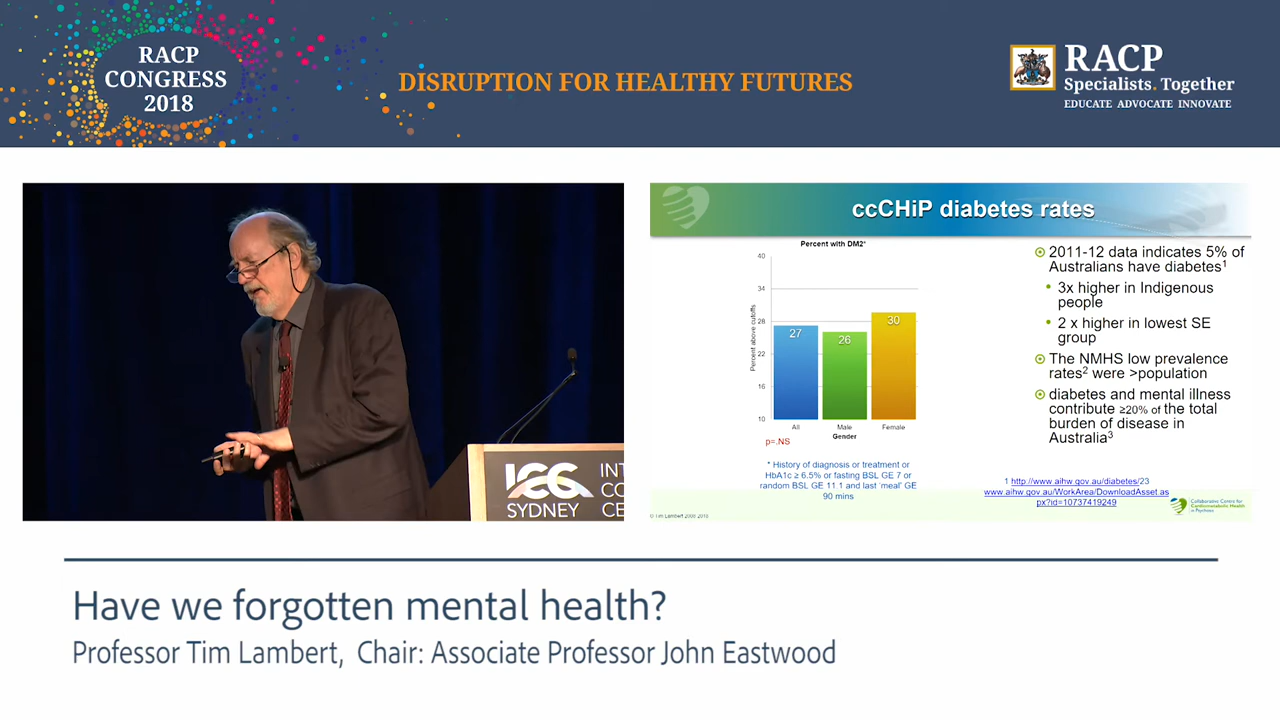 RACP
CONGRESS
2018
DISRUPTION FOR HEALTHY FUTURES
RACP
Specialists. Together
EDUCATE ADVOCATE INNOVATE
ICC
SYDNEY
INT
CO
CE
ccCHiP diabetes rates
Percent with DM2*
Percent above cutoffs
40
34
28
22
16
10
27
26
30
All
Male
Female
Gender
p=.NS
* History of diagnosis or treatment or
HbA1c ≥ 6.5% or fasting BSL GE 7 or
random BSL GE 11.1 and last 'meal' GE
90 mins
2011-12 data indicates 5% of
Australians have diabetes1
• 3x higher in Indigenous
people
• 2 x higher in lowest SE
group
The NMHS low prevalence
rates2 were >population
diabetes and mental illness
contribute ≥20% of the total
burden of disease in
Australia3
1 http://www.aihw.gov.au/diabetes/23
www.aihw.gov.au/WorkArea/DownloadAsset.as
px?id=10737419249
Collaborative Centre for
Cardiometabolic Health
in Psychosis
Have we forgotten mental health?
Professor Tim Lambert, Chair: Associate Professor John Eastwood